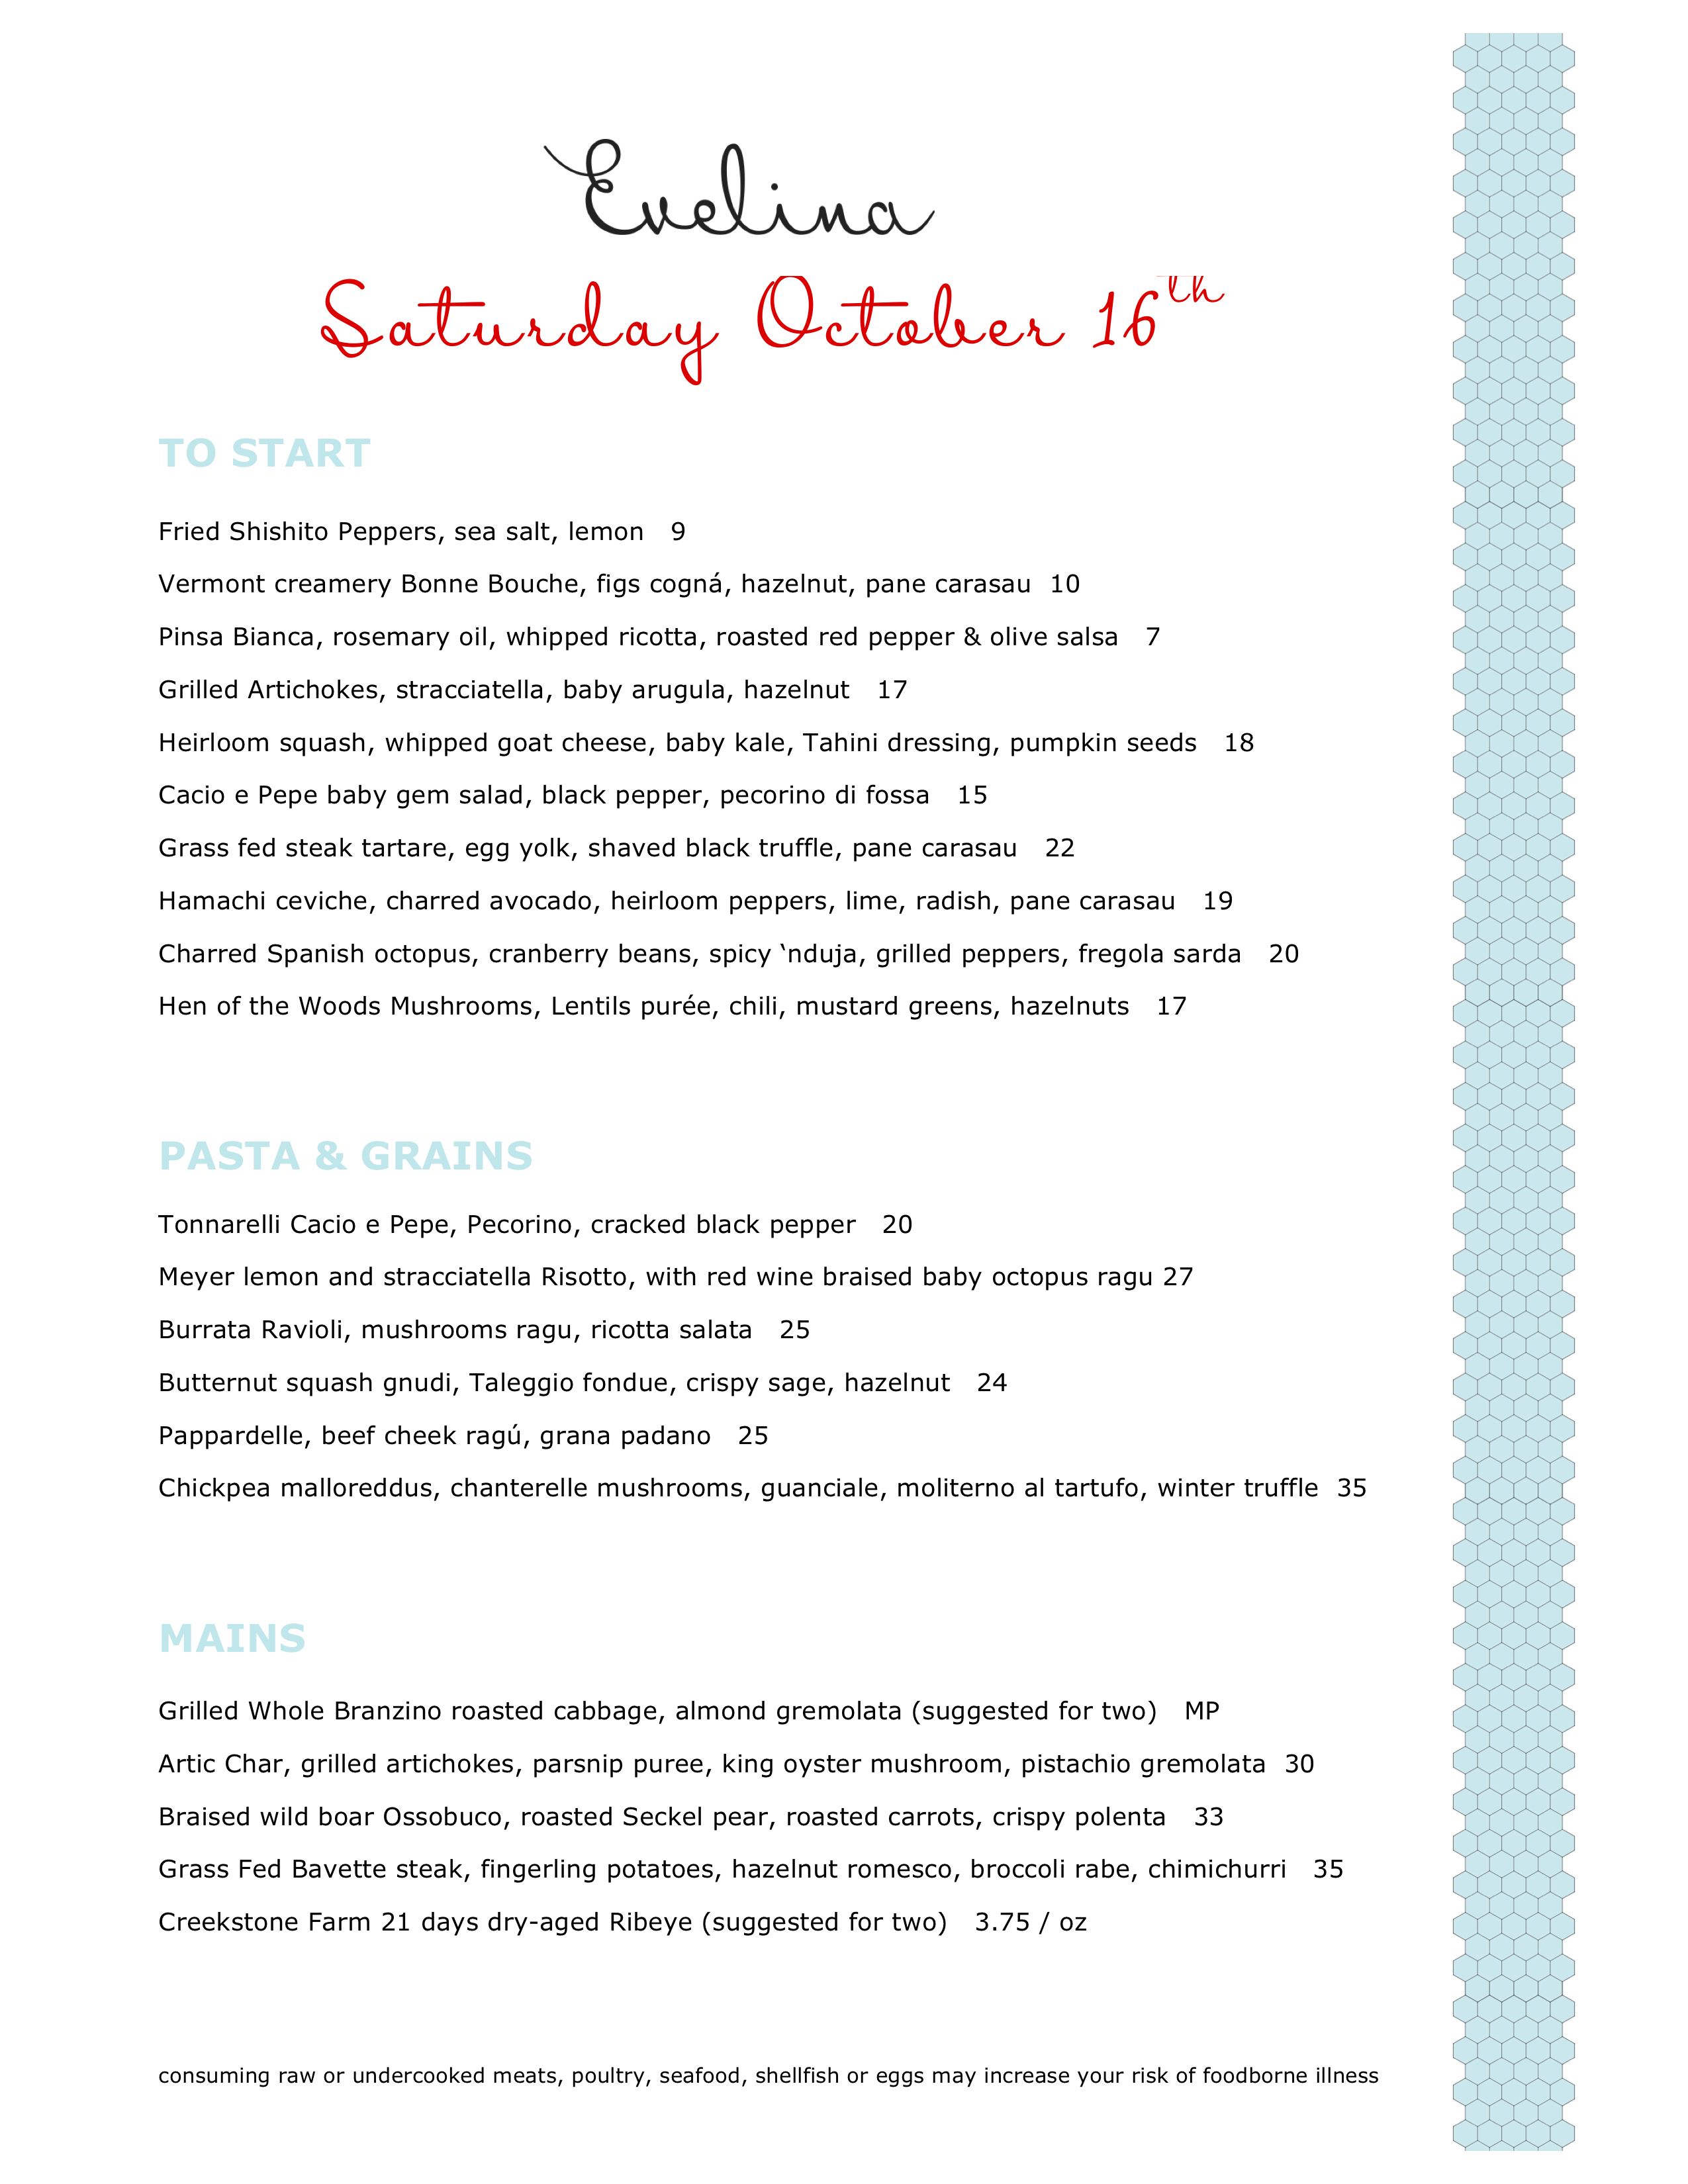 Evelina
Saturday October 16th
TO START
Fried Shishito Peppers, sea salt, lemon 9
Vermont creamery Bonne Bouche, figs cogná, hazelnut, pane carasau 10
Pinsa Bianca, rosemary oil, whipped ricotta, roasted red pepper & olive salsa 7
Grilled Artichokes, stracciatella, baby arugula, hazelnut 17
Heirloom squash, whipped goat cheese, baby kale, Tahini dressing, pumpkin seeds 18
Cacio e Pepe baby gem salad, black pepper, pecorino di fossa 15
Grass fed steak tartare, egg yolk, shaved black truffle, pane carasau 22
Hamachi ceviche, charred avocado, heirloom peppers, lime, radish, pane carasau 19
Charred Spanish octopus, cranberry beans, spicy ‘nduja, grilled peppers, fregola sarda 20
Hen of the Woods Mushrooms, Lentils purée, chili, mustard greens, hazelnuts 17
PASTA & GRAINS
Tonnarelli Cacio e Pepe, Pecorino, cracked black pepper 20
Meyer lemon and stracciatella Risotto, with red wine braised baby octopus ragu 27
Burrata Ravioli, mushrooms ragu, ricotta salata 25
Butternut squash gnudi, Taleggio fondue, crispy sage, hazelnut 24
Pappardelle, beef cheek ragú, grana padano 25
Chickpea malloreddus, chanterelle mushrooms, guanciale, moliterno al tartufo, winter truffle 35
MAINS
Grilled Whole Branzino roasted cabbage, almond gremolata (suggested for two) MP
Artic Char, grilled artichokes, parsnip puree, king oyster mushroom, pistachio gremolata 30
Braised wild boar Ossobuco, roasted Seckel pear, roasted carrots, crispy polenta 33
Grass Fed Bavette steak, fingerling potatoes, hazelnut romesco, broccoli rabe, chimichurri 35
Creekstone Farm 21 days dry-aged Ribeye (suggested for two) 3.75 / oz
consuming raw or undercooked meats, poultry, seafood, shellfish or eggs may increase your risk of foodborne illness